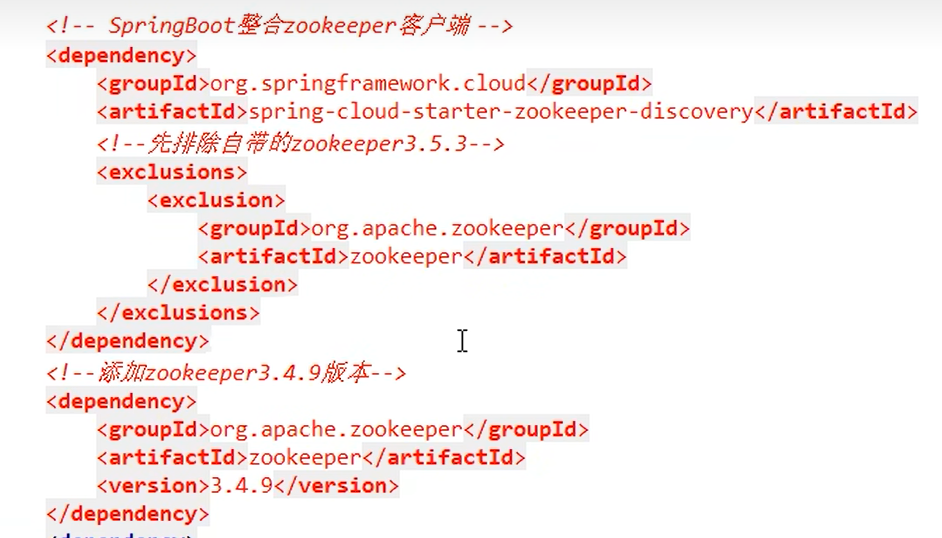 <!-- SpringBoot整合zookeeper客户端 -->
<dependency>
<groupId>org.springframework.cloud</groupId>
<artifactId>spring-cloud-starter-zookeeper-discovery</artifactId>
<!--先排除自带的zookeeper3.5.3-->
<exclusions>
<exclusion>
<groupId>org.apache.zookeeper</groupId>
<artifactId>zookeeper</artifactId>
</exclusion>
</exclusions>
</dependency>
<!--添加zookeeper3.4.9版本-->
<dependency>
<groupId>org.apache.zookeeper</groupId>
<artifactId>zookeeper</artifactId>
<version>3.4.9</version>
</dependency>